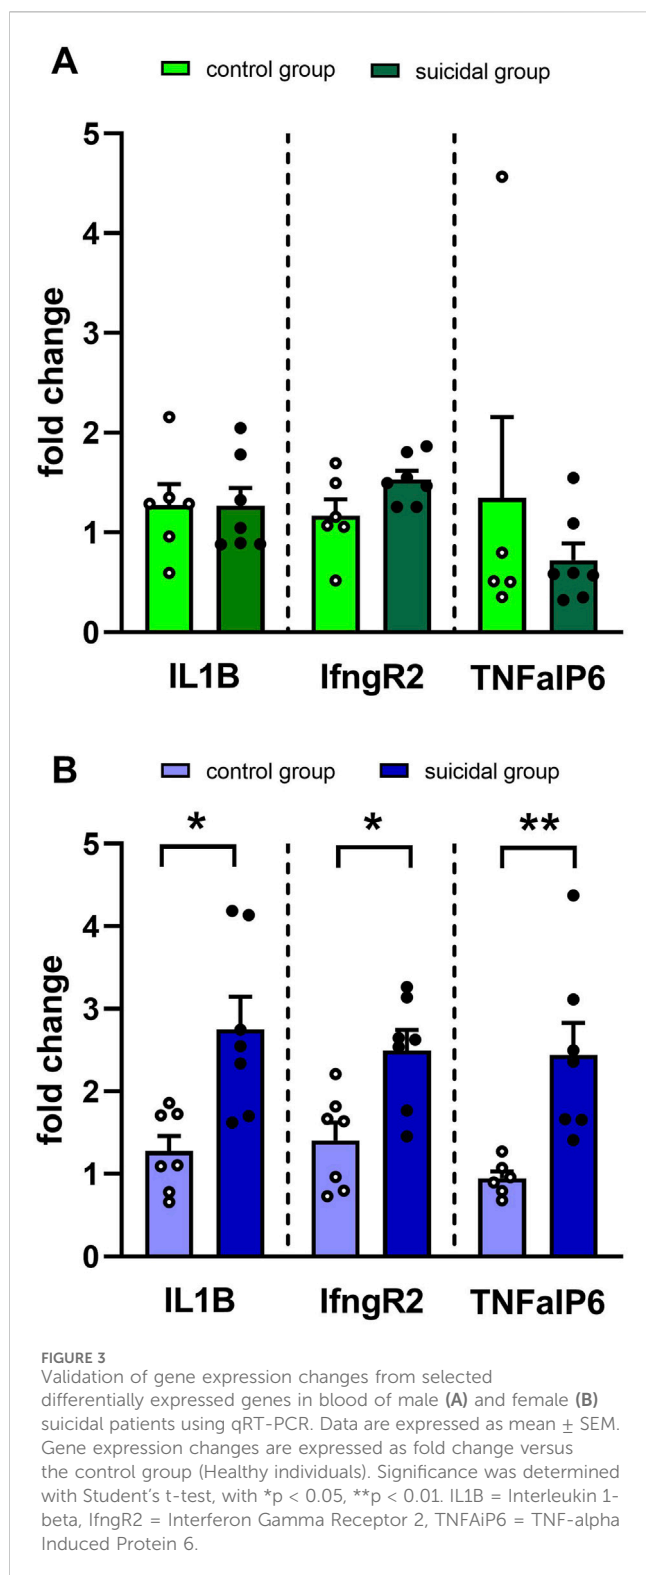 A
control group
suicidal group
5
4
3
2
1
0
fold change
IL1B
IfngR2
TNFaIP6
B
control group
suicidal group
*
*
**
5
4
3
2
1
0
fold change
IL1B
IfngR2
TNFaIP6
FIGURE 3
Validation of gene expression changes from selected
differentially expressed genes in blood of male (A) and female (B)
suicidal patients using qRT-PCR. Data are expressed as mean ± SEM.
Gene expression changes are expressed as fold change versus
the control group (Healthy individuals). Significance was determined
with Student's t-test, with *p < 0.05, **p < 0.01. IL1B = Interleukin 1-
beta, IfngR2 = Interferon Gamma Receptor 2, TNFAiP6 = TNF-alpha
Induced Protein 6.